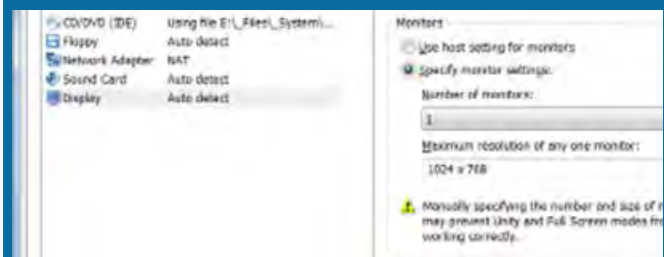 CD/DVD (IDE) Using file E:\_Files\_System\...
Floppy Auto detect
Network Adapter NAT
Sound Card Auto detect
Display Auto detect
Monitors
Use host setting for monitors
Specify monitor settings:
Number of monitors:
1
Maximum resolution of any one monitor:
1024 x 768
Manually specifying the number and size of
may prevent Unity and Full Screen modes
working correctly.